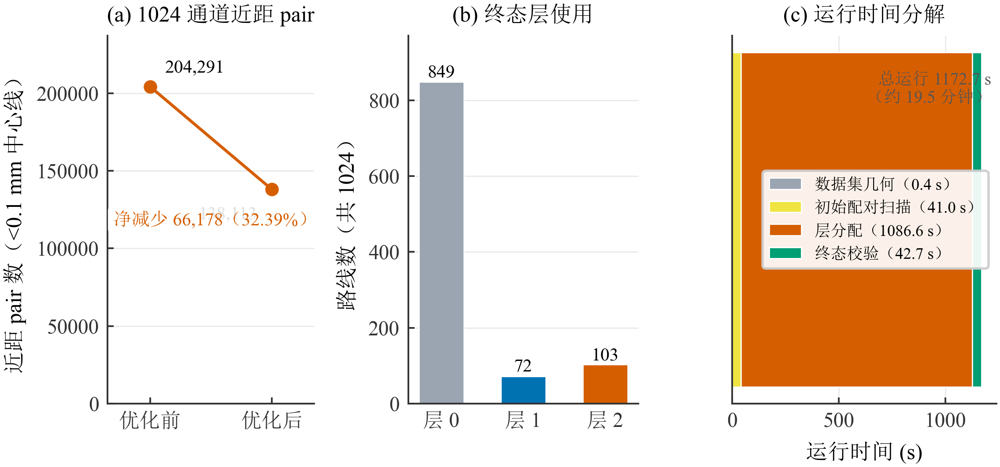 (a) 1024 通道近距 pair
近距 pair 数（<0.1 mm 中心线）
200000
150000
100000
50000
0
204,291
138,113
净减少 66,178（32.39%）
优化前
优化后
(b) 终态层使用
路线数（共 1024）
800
600
400
200
0
849
72
103
层 0
层 1
层 2
(c) 运行时间分解
总运行 1172.7 s
（约 19.5 分钟）
数据集几何（0.4 s）
初始配对扫描（41.0 s）
层分配（1086.6 s）
终态校验（42.7 s）
0
500
1000
运行时间 (s)